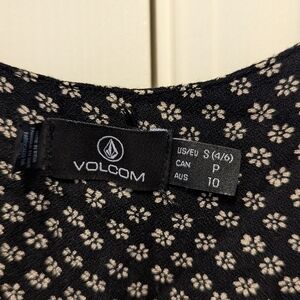 VOLCOM
US/EU S (4/6)
CAN P
AUS 10